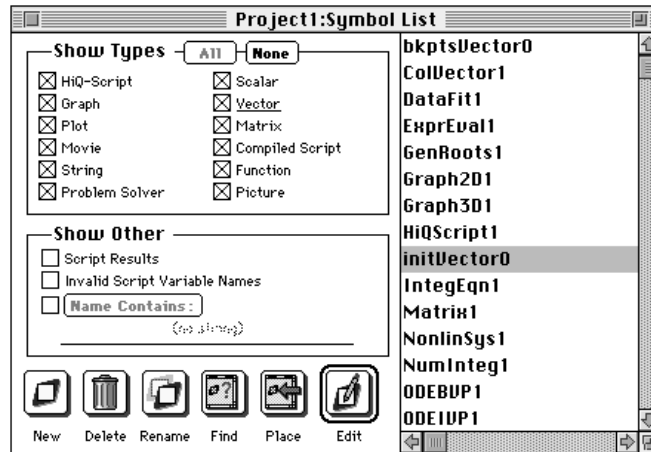 Project1:Symbol List
Show Types All None
HiQ-Script Scalar
Graph Vector
Plot Matrix
Movie Compiled Script
String Function
Problem Solver Picture
Show Other
Script Results
Invalid Script Variable Names
Name Contains:
(no string)
New Delete Rename Find Place Edit
bkptsVector0
ColVector1
DataFit1
ExprEval1
GenRoots1
Graph2D1
Graph3D1
HiQScript1
initVector0
IntegEqn1
Matrix1
NonlinSys1
NumInteg1
ODEBVP1
ODEIVP1